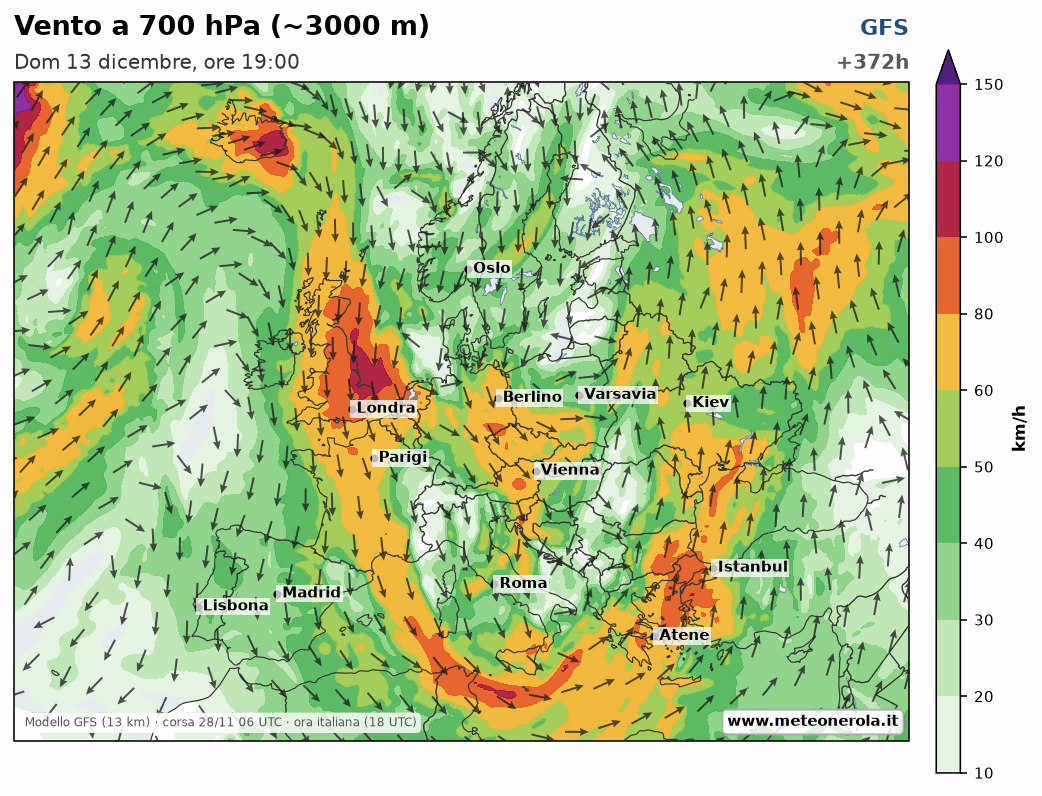 Vento a 700 hPa (~3000 m)
GFS
Dom 13 dicembre, ore 19:00
+372h
150
120
100
80
60
50
40
30
20
10
km/h
Oslo
Londra
Berlino
Varsavia
Kiev
Parigi
Vienna
Istanbul
Roma
Madrid
Lisbona
Atene
Modello GFS (13 km) · corsa 28/11 06 UTC · ora italiana (18 UTC)
www.meteonerola.it